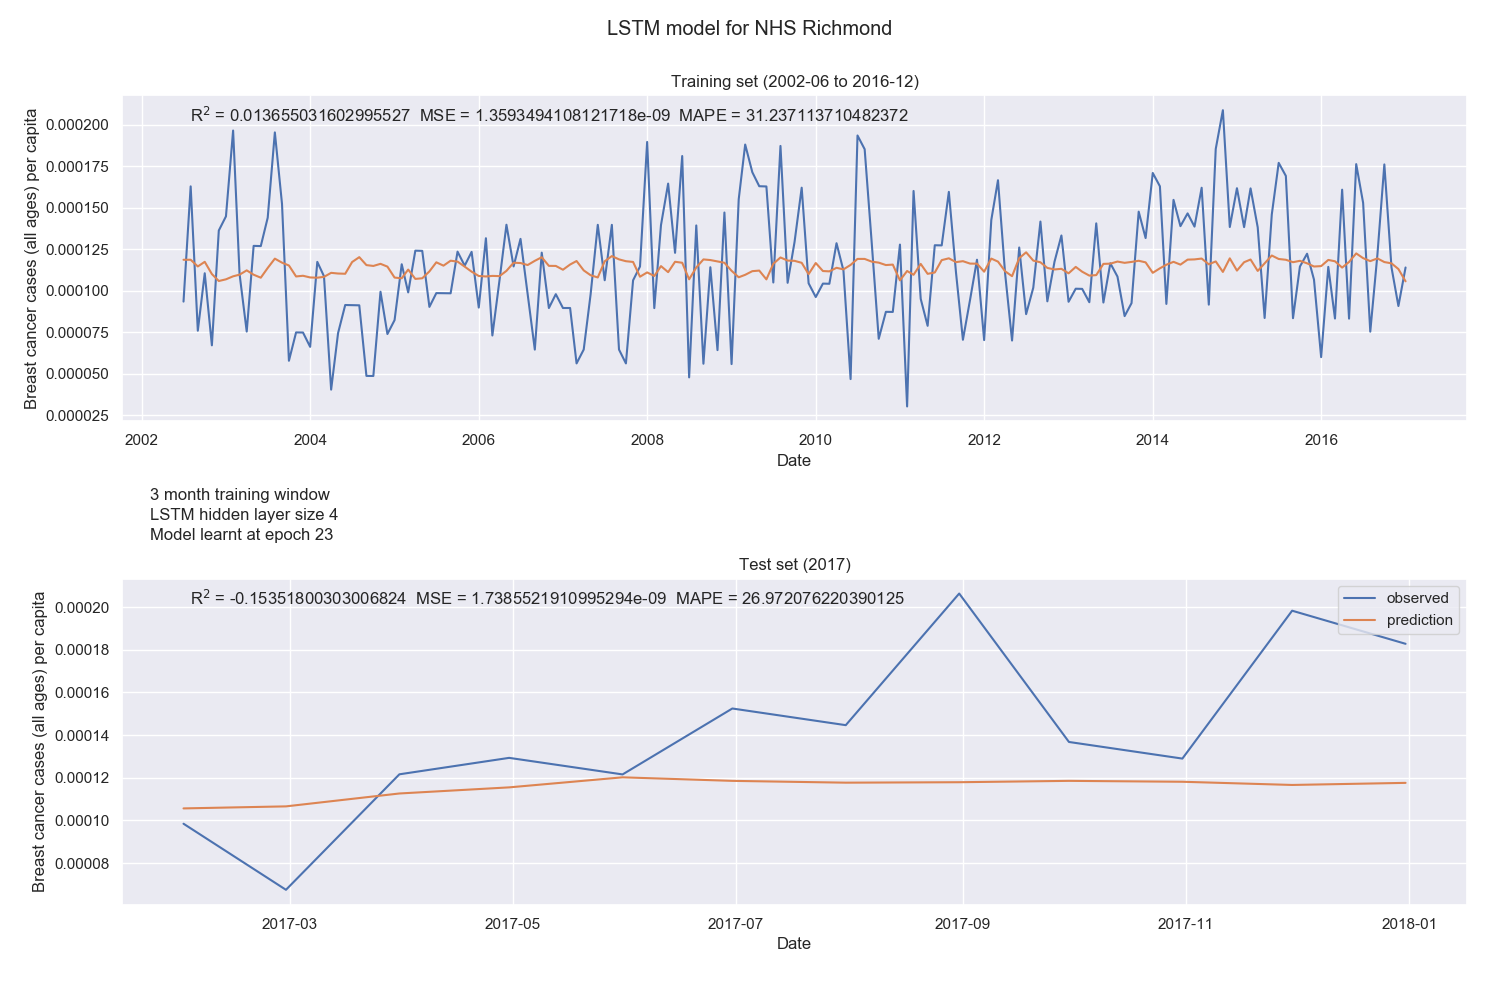 LSTM model for NHS Richmond
Training set (2002-06 to 2016-12)
R² = 0.013655031602995527 MSE = 1.3593494108121718e-09 MAPE = 31.237113710482372
Breast cancer cases (all ages) per capita
0.000200
0.000175
0.000150
0.000125
0.000100
0.000075
0.000050
0.000025
2002 2004 2006 2008 2010 2012 2014 2016
Date
3 month training window
LSTM hidden layer size 4
Model learnt at epoch 23
Test set (2017)
R² = -0.15351800303006824 MSE = 1.7385521910995294e-09 MAPE = 26.972076220390125
observed
prediction
Breast cancer cases (all ages) per capita
0.00020
0.00018
0.00016
0.00014
0.00012
0.00010
0.00008
2017-03 2017-05 2017-07 2017-09 2017-11 2018-01
Date